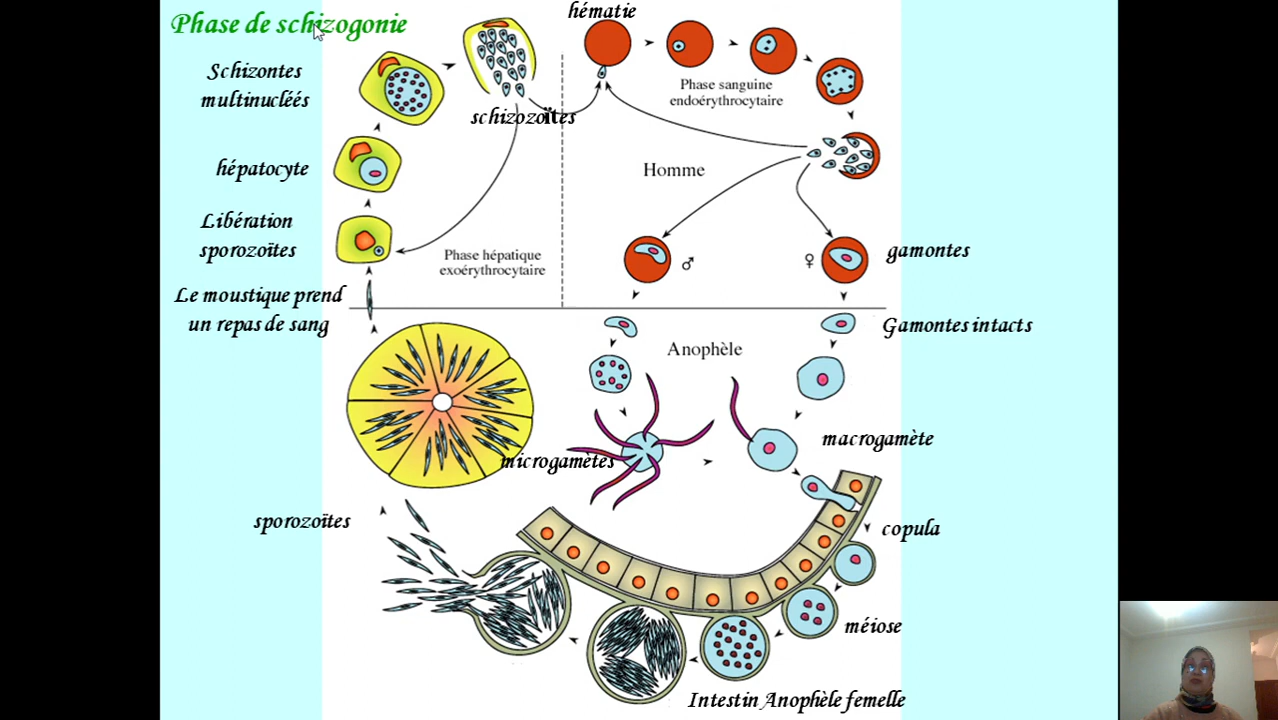 Phase de schizogonie
hématie
Schizontes
multinucléés
schizozoïtes
Phase sanguine
endoérythrocytaire
hépatocyte
Homme
Libération
sporozoïtes
Phase hépatique
exoérythrocytaire
♂
♀
gamontes
Le moustique prend
un repas de sang
Anophèle
Gamontes intacts
microgamètes
macrogamète
sporozoïtes
copula
méiose
Intestin Anophèle femelle